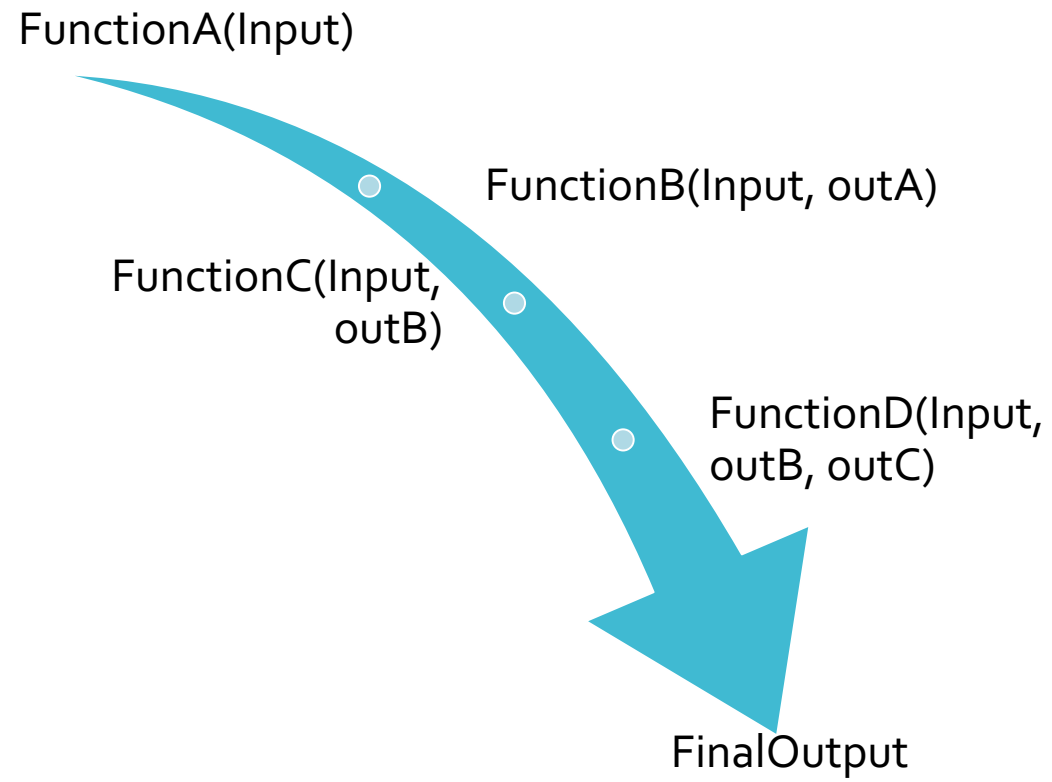 FunctionA(Input)
FunctionB(Input, outA)
FunctionC(Input,
outB)
FunctionD(Input,
outB, outC)
FinalOutput